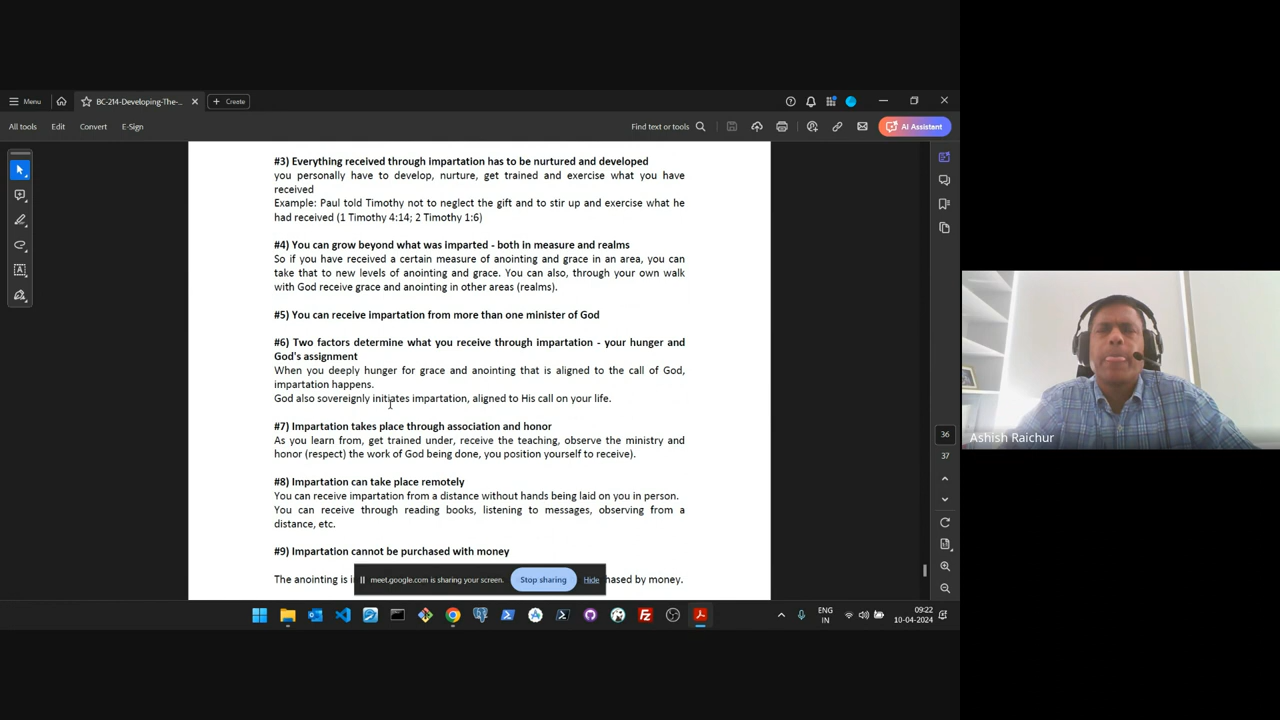 Menu
BC-214-Developing-The-...
Create
All tools
Edit
Convert
E-Sign
Find text or tools
AI Assistant
#3) Everything received through impartation has to be nurtured and developed
you personally have to develop, nurture, get trained and exercise what you have
received
Example: Paul told Timothy not to neglect the gift and to stir up and exercise what he
had received (1 Timothy 4:14; 2 Timothy 1:6)
#4) You can grow beyond what was imparted - both in measure and realms
So if you have received a certain measure of anointing and grace in an area, you can
take that to new levels of anointing and grace. You can also, through your own walk
with God receive grace and anointing in other areas (realms).
#5) You can receive impartation from more than one minister of God
#6) Two factors determine what you receive through impartation - your hunger and
God's assignment
When you deeply hunger for grace and anointing that is aligned to the call of God,
impartation happens.
God also sovereignly initiates impartation, aligned to His call on your life.
#7) Impartation takes place through association and honor
As you learn from, get trained under, receive the teaching, observe the ministry and
honor (respect) the work of God being done, you position yourself to receive).
#8) Impartation can take place remotely
You can receive impartation from a distance without hands being laid on you in person.
You can receive through reading books, listening to messages, observing from a
distance, etc.
#9) Impartation cannot be purchased with money
The anointing is
hased by money.
meet.google.com is sharing your screen.
Stop sharing
Hide
36
37
Ashish Raichur
ENG
IN
09:22
10-04-2024